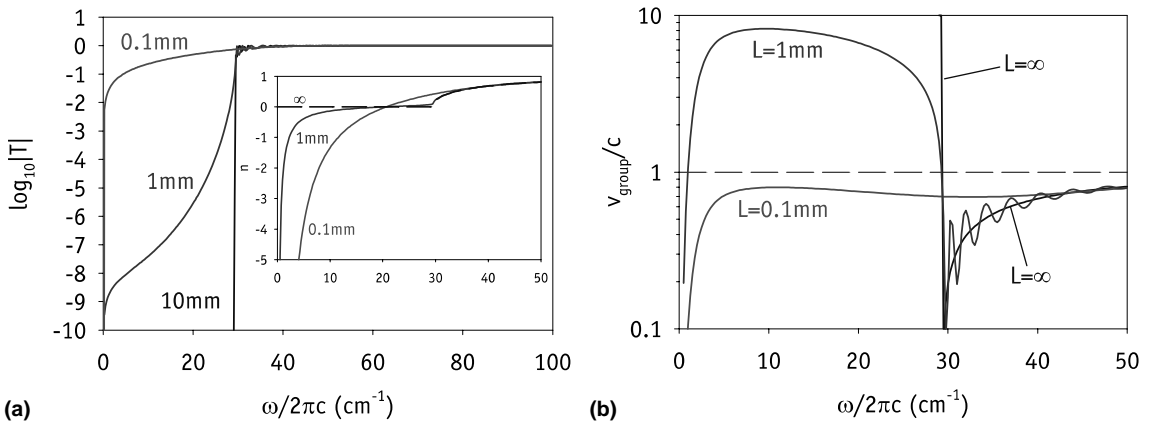 1
0
-1
-2
-3
-4
-5
-6
-7
-8
-9
-10
log₁₀|T|
0.1mm
1mm
10mm
1
0
-1
-2
-3
-4
-5
n
∞
1mm
0.1mm
0 10 20 30 40 50
0 20 40 60 80 100
ω/2πc (cm⁻¹)
(a)
10
1
0.1
v_group/c
L=1mm
L=∞
L=0.1mm
L=∞
0 10 20 30 40 50
ω/2πc (cm⁻¹)
(b)